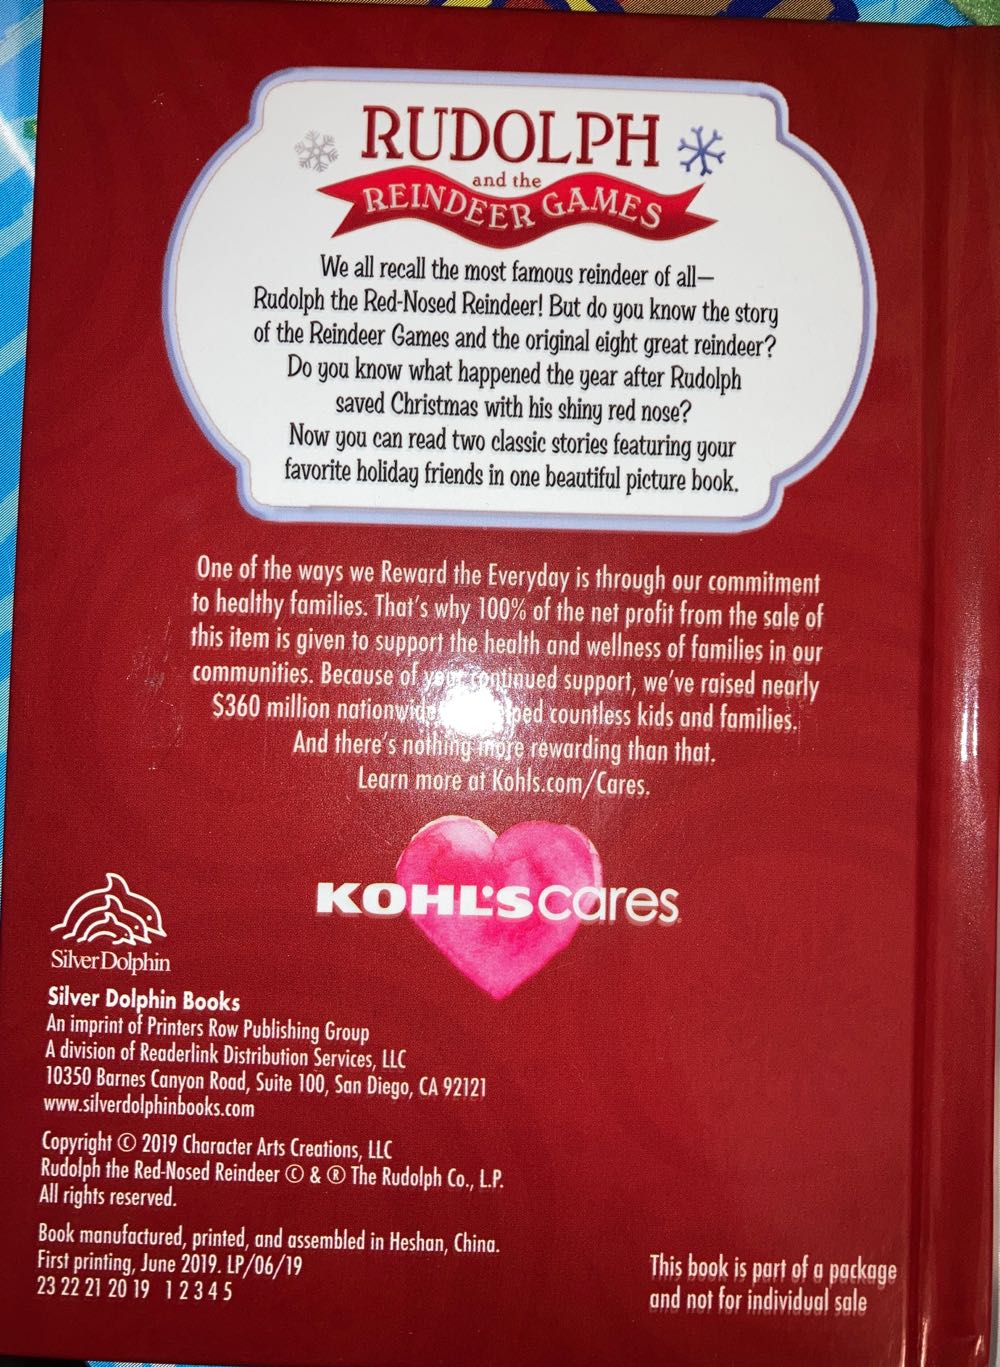 RUDOLPH
and the
REINDEER GAMES
We all recall the most famous reindeer of all—
Rudolph the Red-Nosed Reindeer! But do you know the story
of the Reindeer Games and the original eight great reindeer?
Do you know what happened the year after Rudolph
saved Christmas with his shiny red nose?
Now you can read two classic stories featuring your
favorite holiday friends in one beautiful picture book.
One of the ways we Reward the Everyday is through our commitment
to healthy families. That's why 100% of the net profit from the sale of
this item is given to support the health and wellness of families in our
communities. Because of your continued support, we've raised nearly
$360 million nationwide countless kids and families.
And there's nothing more rewarding than that.
Learn more at Kohls.com/Cares.
KOHL'S cares
SilverDolphin
Silver Dolphin Books
An imprint of Printers Row Publishing Group
A division of Readerlink Distribution Services, LLC
10350 Barnes Canyon Road, Suite 100, San Diego, CA 92121
www.silverdolphinbooks.com
Copyright © 2019 Character Arts Creations, LLC
Rudolph the Red-Nosed Reindeer © & ® The Rudolph Co., L.P.
All rights reserved.
Book manufactured, printed, and assembled in Heshan, China.
First printing, June 2019. LP/06/19
23 22 21 20 19 1 2 3 4 5
This book is part of a package
and not for individual sale